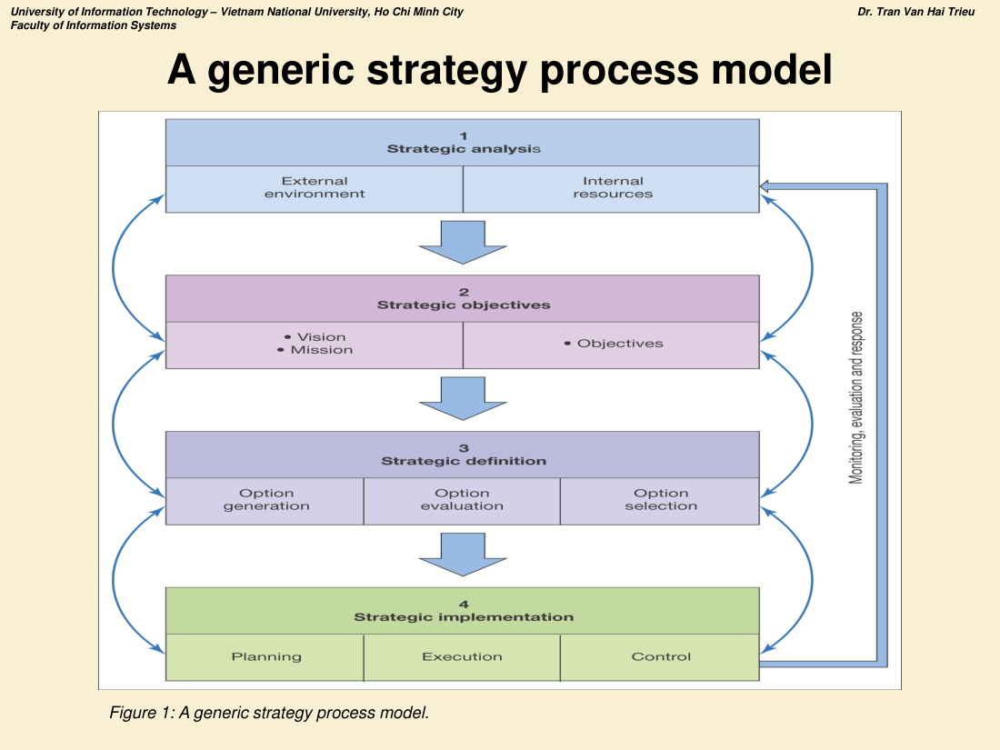 University of Information Technology – Vietnam National University, Ho Chi Minh City
Dr. Tran Van Hai Trieu
Faculty of Information Systems
A generic strategy process model
1
Strategic analysis
External
environment
Internal
resources
2
Strategic objectives
• Vision
• Mission
• Objectives
3
Strategic definition
Option
generation
Option
evaluation
Option
selection
4
Strategic implementation
Planning
Execution
Control
Monitoring, evaluation and response
Figure 1: A generic strategy process model.